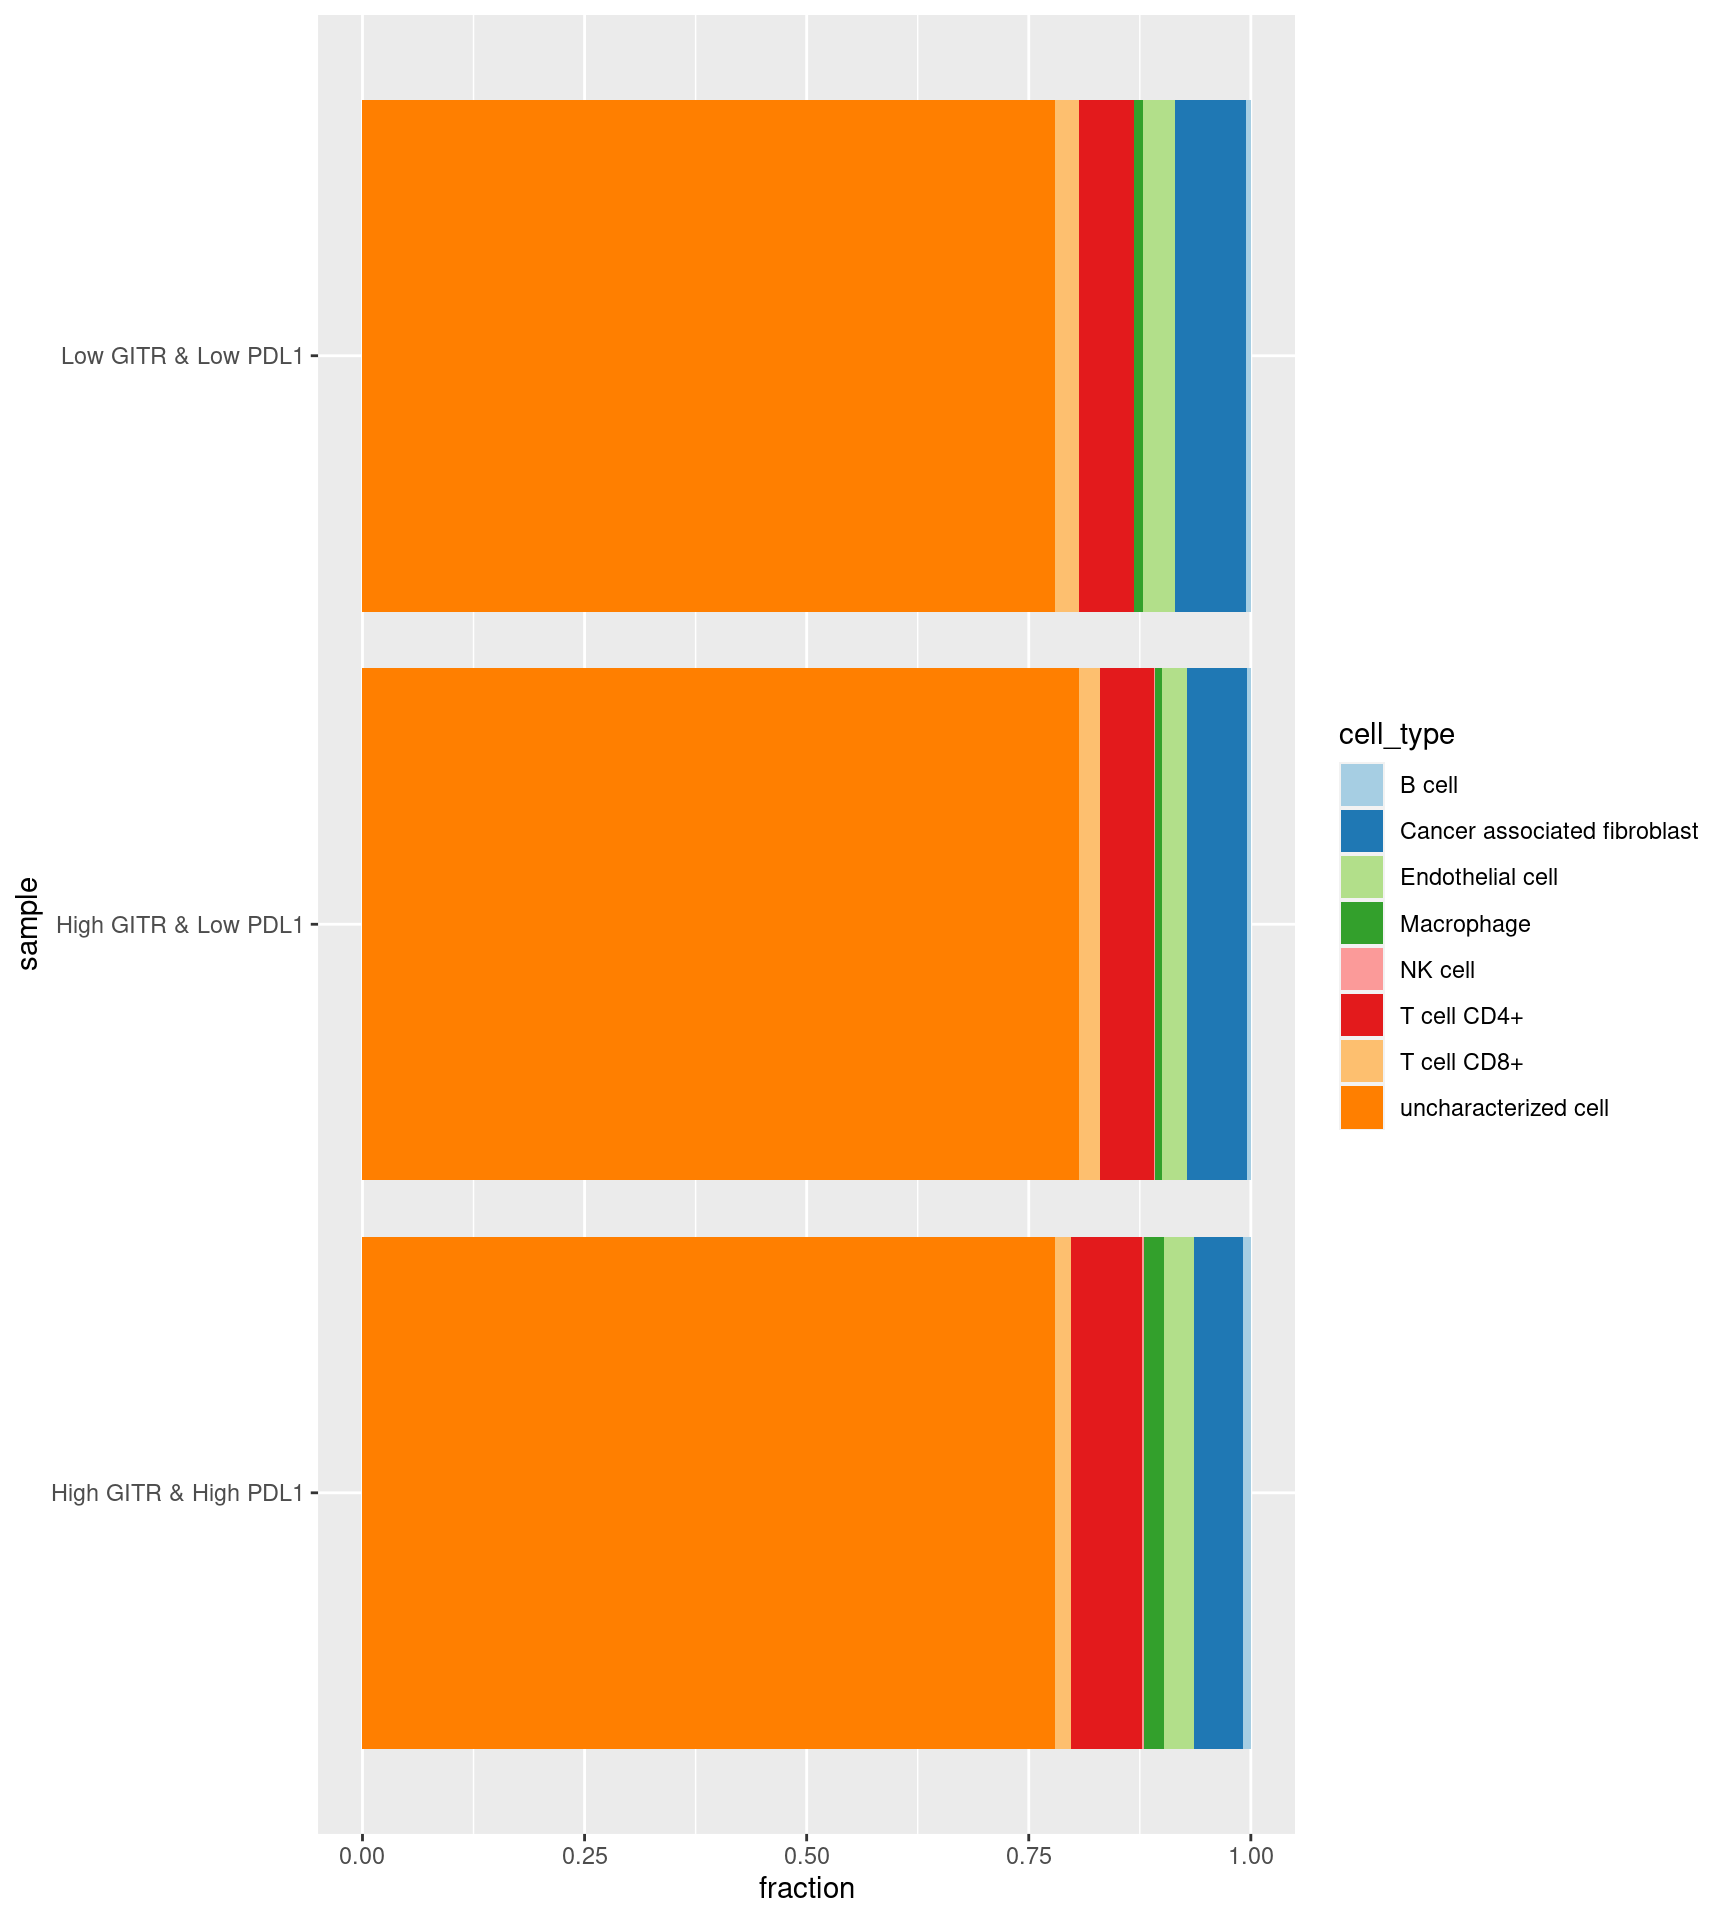 Low GITR & Low PDL1
High GITR & Low PDL1
High GITR & High PDL1
sample
0.00
0.25
0.50
0.75
1.00
fraction
cell_type
B cell
Cancer associated fibroblast
Endothelial cell
Macrophage
NK cell
T cell CD4+
T cell CD8+
uncharacterized cell